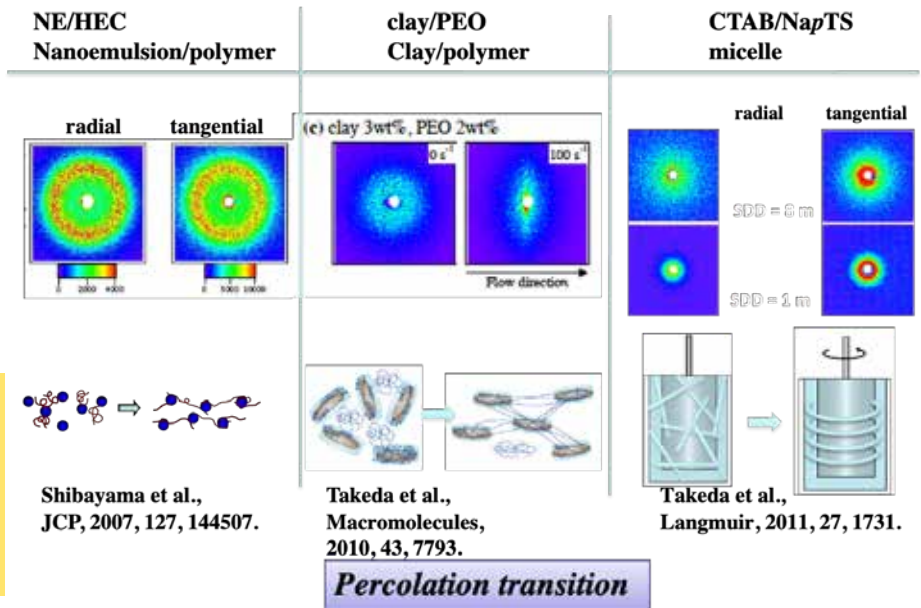 NE/HEC
Nanoemulsion/polymer
radial tangential
0 2000 4000
0 5000 10000
Shibayama et al.,
JCP, 2007, 127, 144507.
clay/PEO
Clay/polymer
(c) clay 3wt%, PEO 2wt%
0 s⁻¹ 100 s⁻¹
Flow direction
Takeda et al.,
Macromolecules,
2010, 43, 7793.
CTAB/NapTS
micelle
radial tangential
SDD = 8 m
SDD = 1 m
Takeda et al.,
Langmuir, 2011, 27, 1731.
Percolation transition